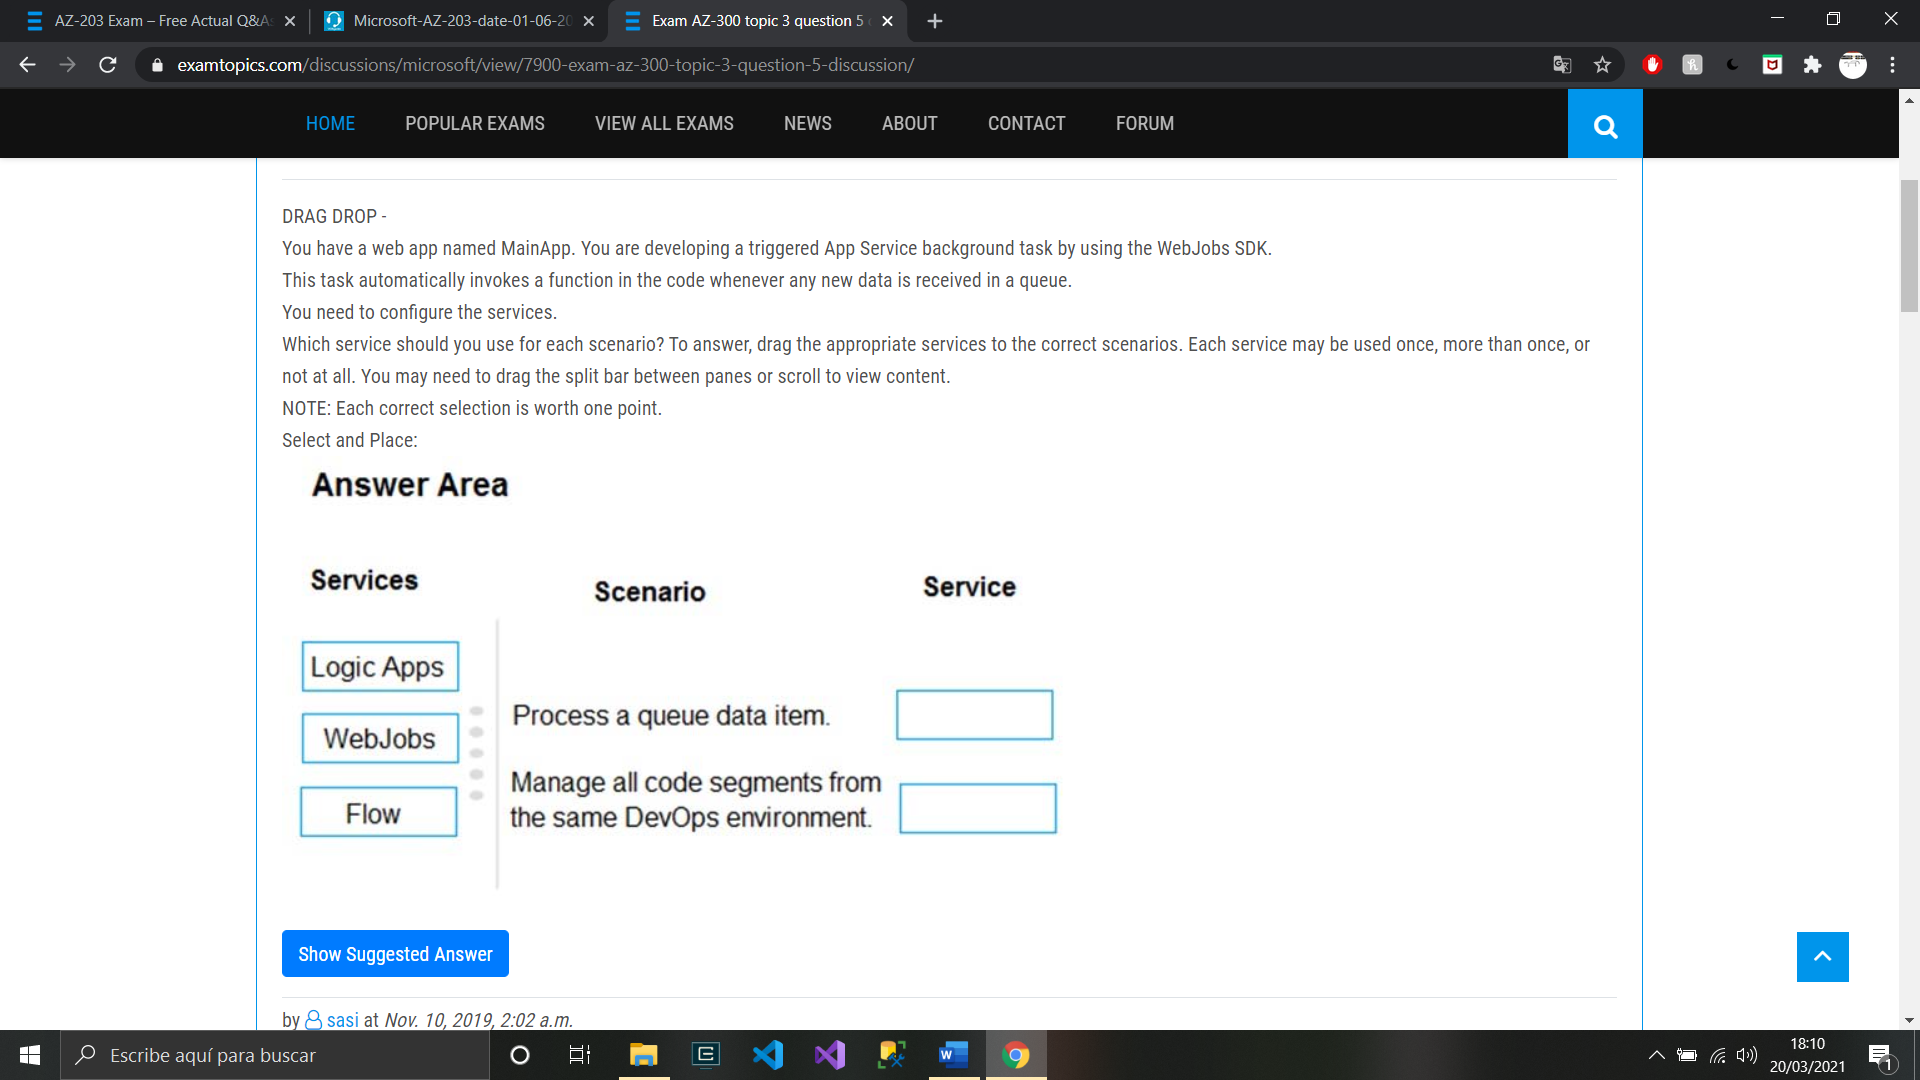 AZ-203 Exam – Free Actual Q&As
Microsoft-AZ-203-date-01-06-20
Exam AZ-300 topic 3 question 5
examtopics.com/discussions/microsoft/view/7900-exam-az-300-topic-3-question-5-discussion/
HOME POPULAR EXAMS VIEW ALL EXAMS NEWS ABOUT CONTACT FORUM
DRAG DROP -
You have a web app named MainApp. You are developing a triggered App Service background task by using the WebJobs SDK.
This task automatically invokes a function in the code whenever any new data is received in a queue.
You need to configure the services.
Which service should you use for each scenario? To answer, drag the appropriate services to the correct scenarios. Each service may be used once, more than once, or
not at all. You may need to drag the split bar between panes or scroll to view content.
NOTE: Each correct selection is worth one point.
Select and Place:
Answer Area
Services
Scenario
Service
Logic Apps
WebJobs
Flow
Process a queue data item.
Manage all code segments from
the same DevOps environment.
Show Suggested Answer
by sasi at Nov. 10, 2019, 2:02 a.m.
Escribe aquí para buscar
18:10
20/03/2021
1